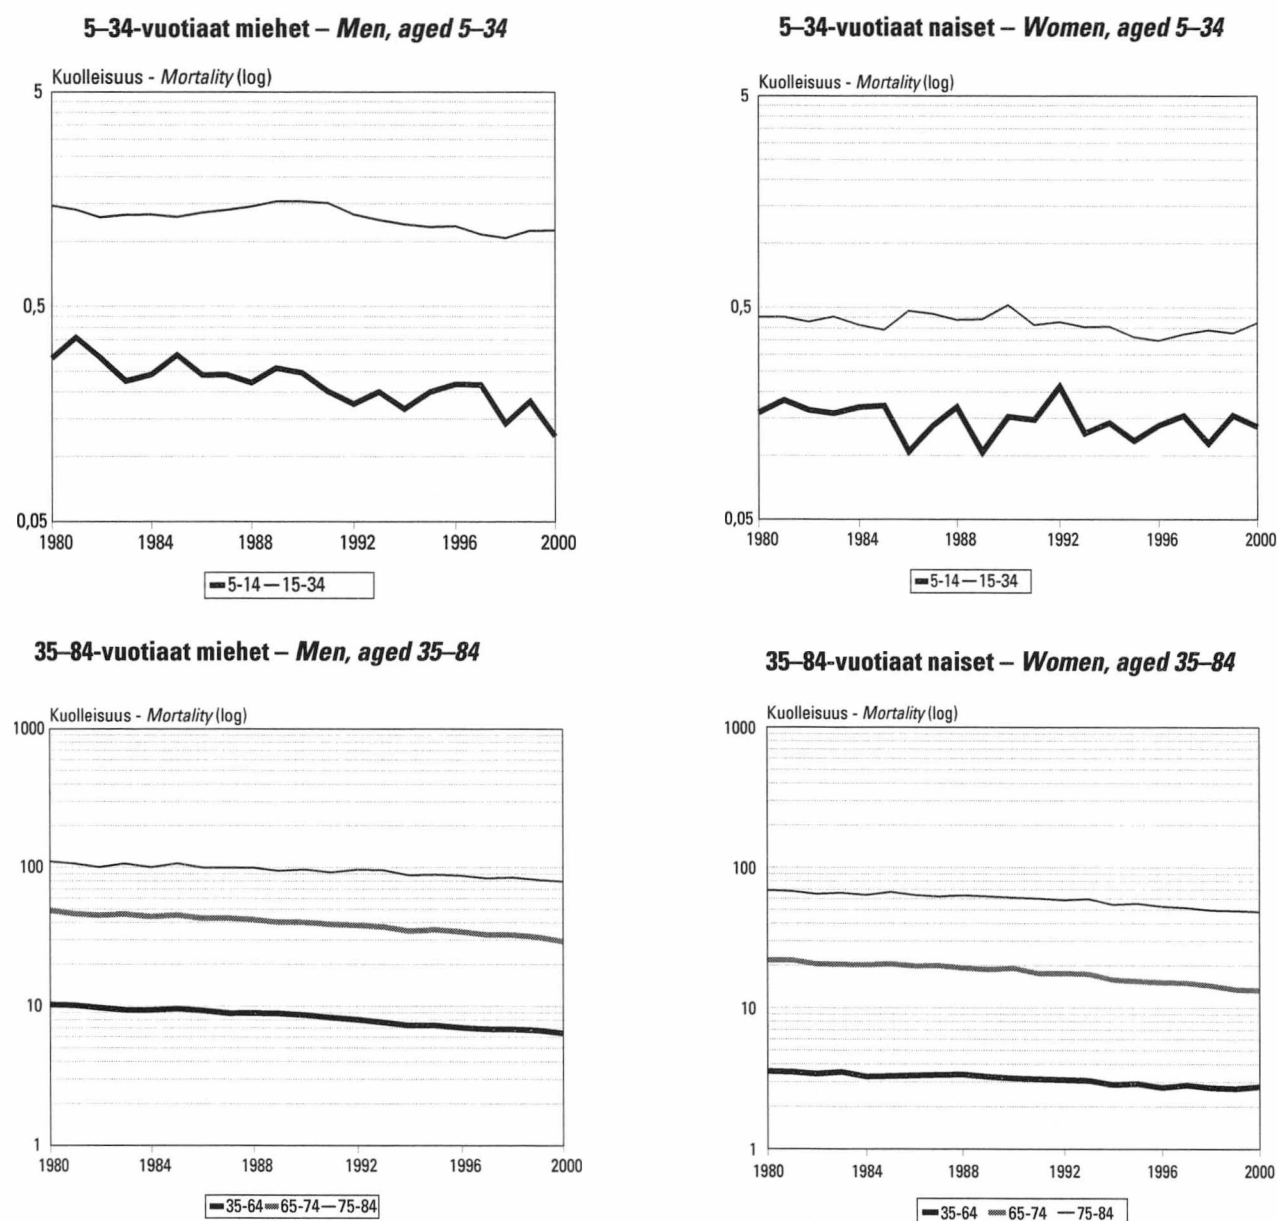 5–34-vuotiaat miehet – Men, aged 5–34
Kuolleisuus - Mortality (log)
5
0,5
0,05
1980 1984 1988 1992 1996 2000
5-14 15-34
5–34-vuotiaat naiset – Women, aged 5–34
Kuolleisuus - Mortality (log)
5
0,5
0,05
1980 1984 1988 1992 1996 2000
5-14 15-34
35–84-vuotiaat miehet – Men, aged 35–84
Kuolleisuus - Mortality (log)
1000
100
10
1
1980 1984 1988 1992 1996 2000
35-64 65-74 75-84
35–84-vuotiaat naiset – Women, aged 35–84
Kuolleisuus - Mortality (log)
1000
100
10
1
1980 1984 1988 1992 1996 2000
35-64 65-74 75-84